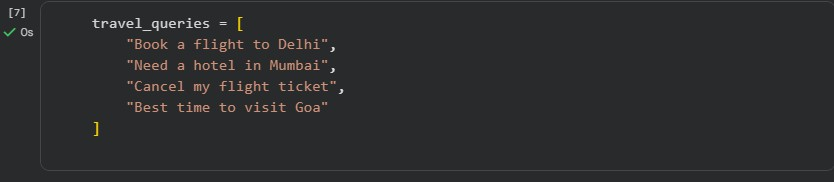 [7]
0s
travel_queries = [
    "Book a flight to Delhi",
    "Need a hotel in Mumbai",
    "Cancel my flight ticket",
    "Best time to visit Goa"
]